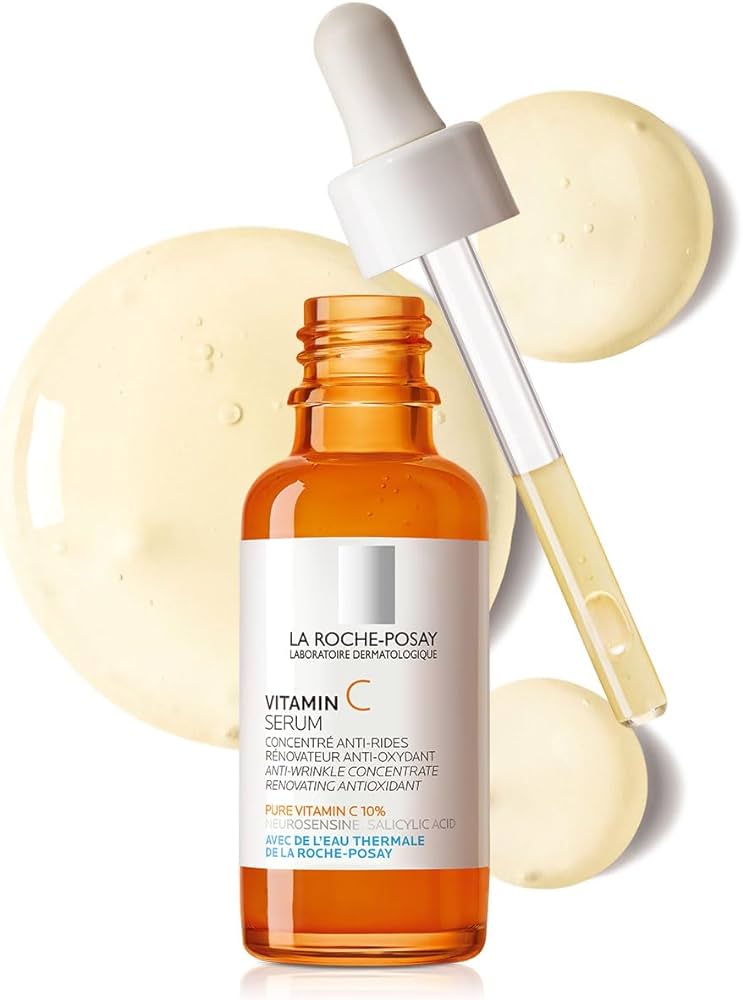 LA ROCHE-POSAY
LABORATOIRE DERMATOLOGIQUE
VITAMIN C
SERUM
CONCENTRÉ ANTI-RIDES
RÉNOVATEUR ANTI-OXYDANT
ANTI-WRINKLE CONCENTRATE
RENOVATING ANTIOXIDANT
PURE VITAMIN C 10%
NEUROSENSINE SALICYLIC ACID
AVEC DE L'EAU THERMALE
DE LA ROCHE-POSAY